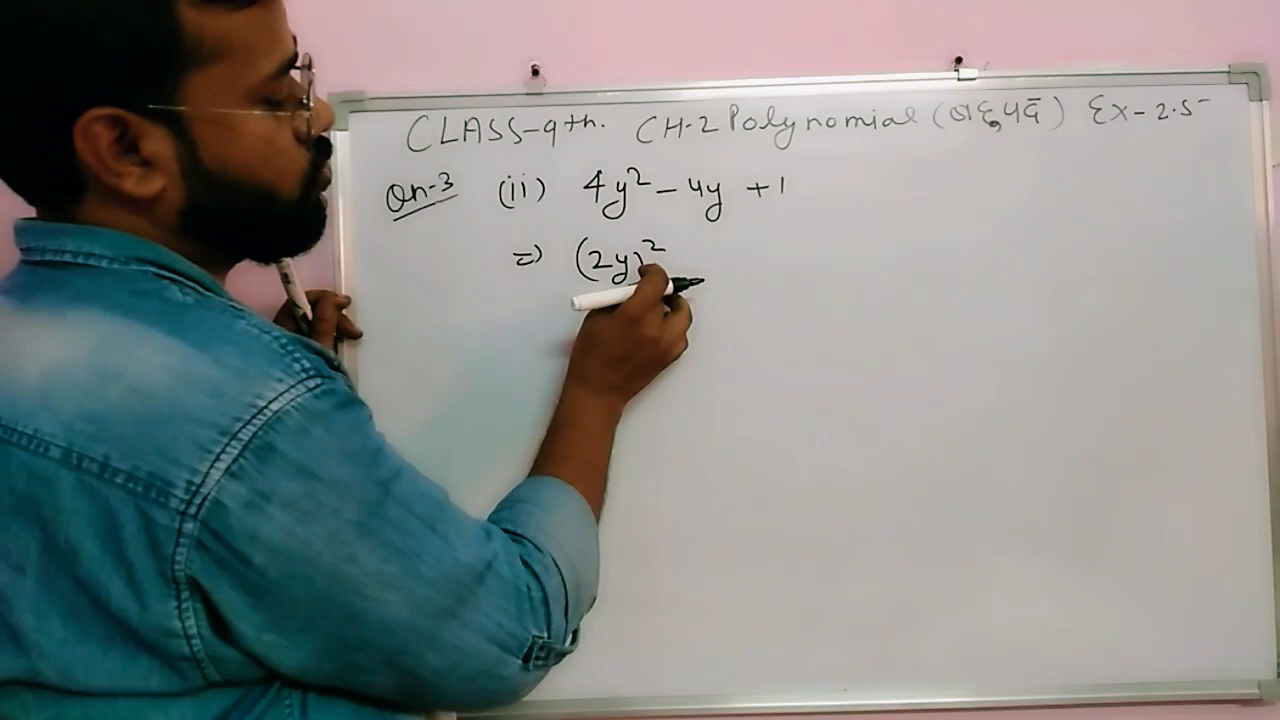 CLASS-9th. CH-2 Polynomial (बहुपद) Ex-2.5
Qn-3 (ii) 4y² - 4y + 1
=) (2y)²